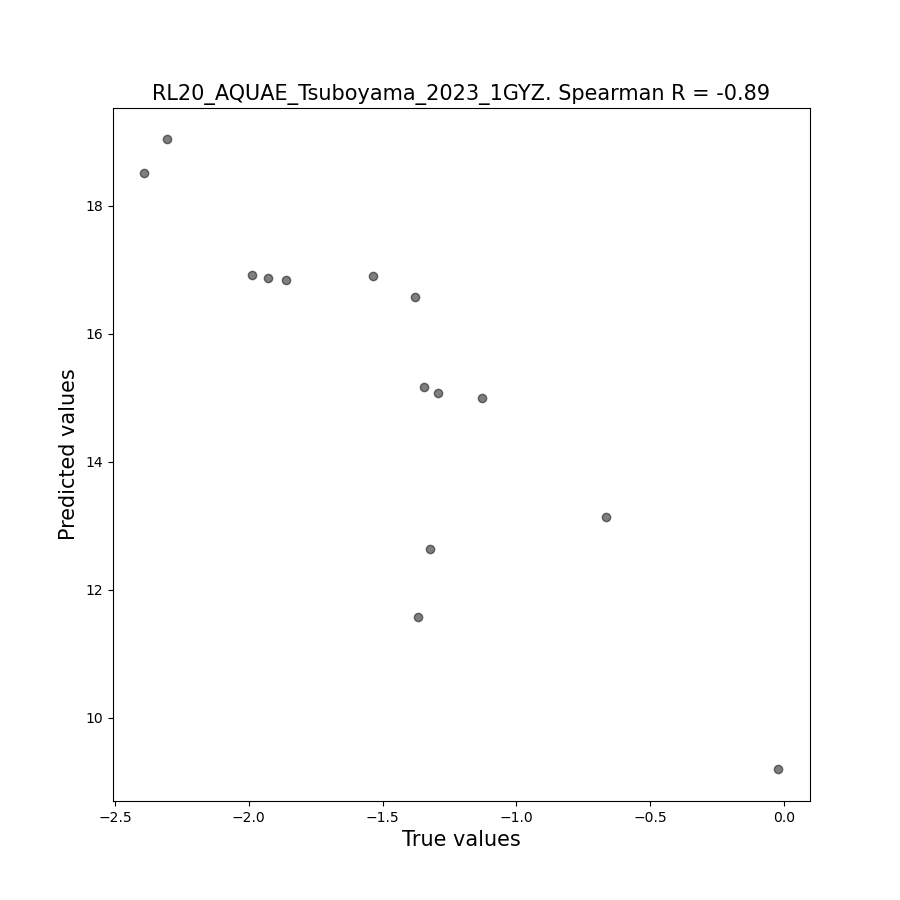 RL20_AQUAE_Tsuboyama_2023_1GYZ. Spearman R = -0.89
Predicted values
18
16
14
12
10
−2.5 −2.0 −1.5 −1.0 −0.5 0.0
True values